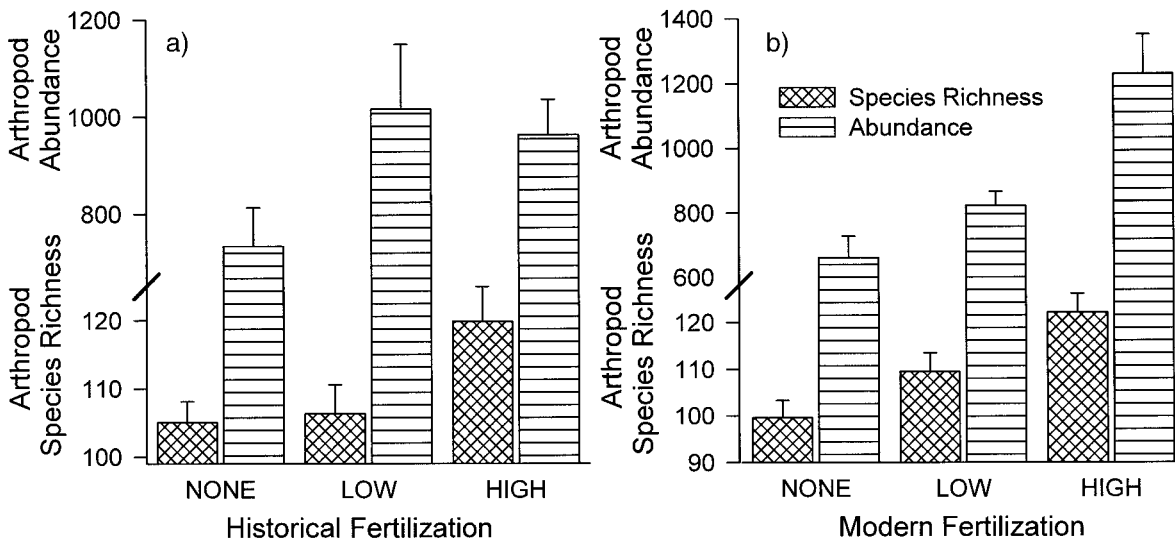 a)
Arthropod
Abundance
1200
1000
800
Arthropod
Species Richness
120
110
100
NONE LOW HIGH
Historical Fertilization
b)
Arthropod
Abundance
1400
1200
1000
800
600
Species Richness
Abundance
Arthropod
Species Richness
120
110
100
90
NONE LOW HIGH
Modern Fertilization